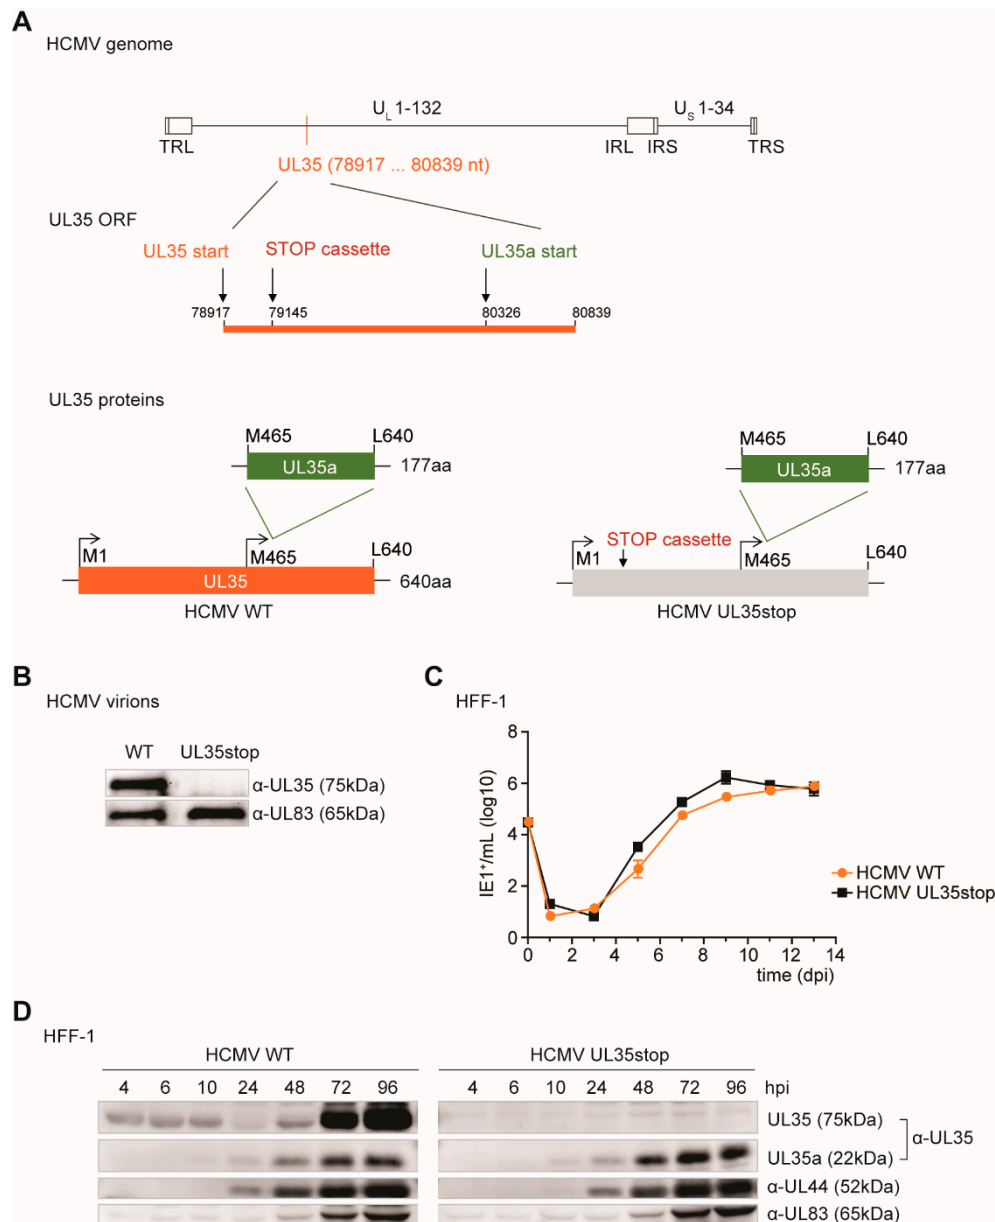 A
HCMV genome
U_L 1-132
U_S 1-34
TRL
IRL
IRS
TRS
UL35 (78917 ... 80839 nt)
UL35 ORF
UL35 start
STOP cassette
UL35a start
78917
79145
80326
80839
UL35 proteins
M465
L640
UL35a
177aa
M1
M465
L640
UL35
640aa
HCMV WT
M465
L640
UL35a
177aa
M1
STOP cassette
M465
L640
HCMV UL35stop
B
HCMV virions
WT
UL35stop
α-UL35 (75kDa)
α-UL83 (65kDa)
C
HFF-1
IE1⁺/mL (log10)
8
6
4
2
0
0 2 4 6 8 10 12 14
time (dpi)
HCMV WT
HCMV UL35stop
D
HFF-1
HCMV WT
HCMV UL35stop
4 6 10 24 48 72 96
4 6 10 24 48 72 96 hpi
UL35 (75kDa)
α-UL35
UL35a (22kDa)
α-UL44 (52kDa)
α-UL83 (65kDa)